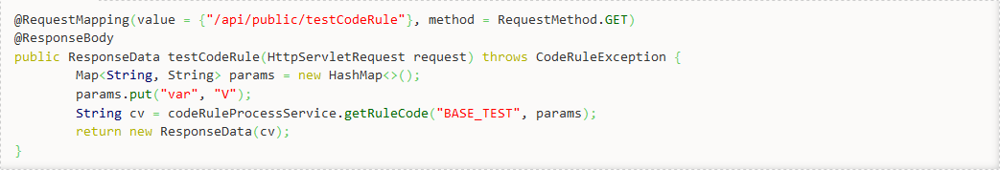 @RequestMapping(value = {"/api/public/testCodeRule"}, method = RequestMethod.GET)
@ResponseBody
public ResponseData testCodeRule(HttpServletRequest request) throws CodeRuleException {
        Map<String, String> params = new HashMap<>();
        params.put("var", "V");
        String cv = codeRuleProcessService.getRuleCode("BASE_TEST", params);
        return new ResponseData(cv);
}